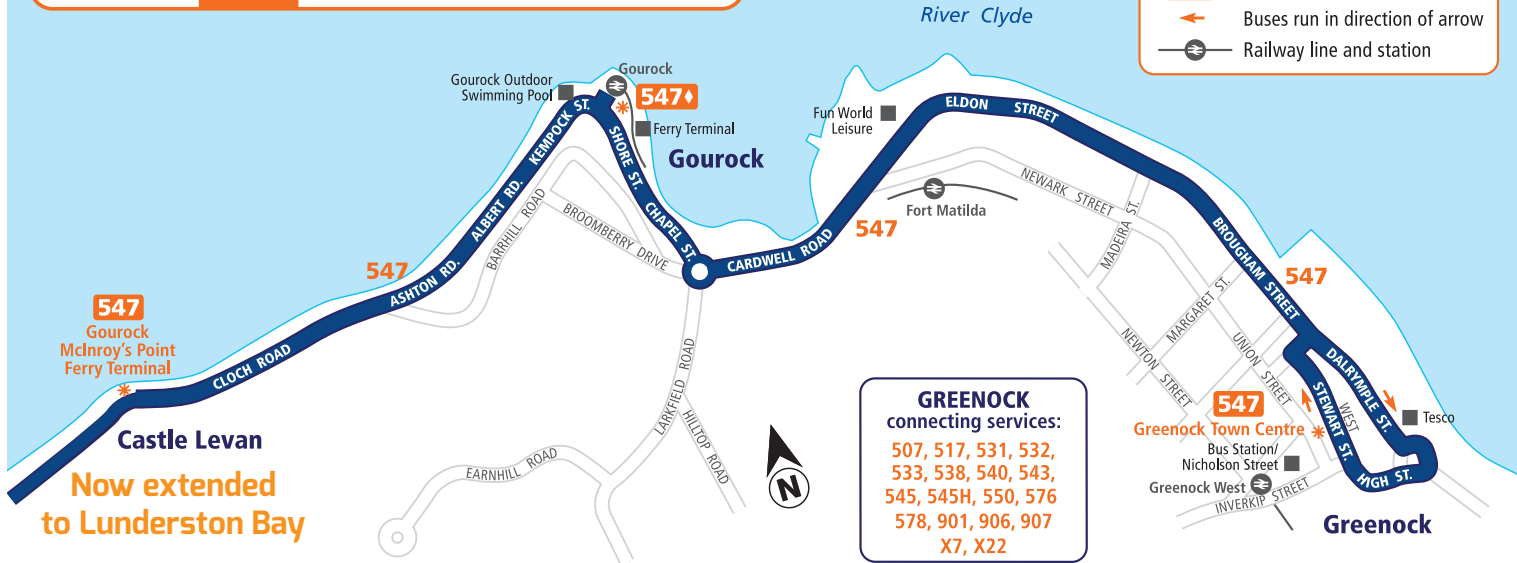 River Clyde
Buses run in direction of arrow
Railway line and station
Gourock Outdoor
Swimming Pool
Gourock
547
Ferry Terminal
Gourock
KEMPOCK ST.
SHORE ST.
CHAPEL ST.
ALBERT RD.
ASHTON RD.
BARRHILL ROAD
BROOMBERRY DRIVE
547
547
Gourock
McInroy's Point
Ferry Terminal
CLOCH ROAD
Castle Levan
Now extended
to Lunderston Bay
CARDWELL ROAD
547
Fun World
Leisure
ELDON STREET
Fort Matilda
NEWARK STREET
MADEIRA ST.
BROUGHAM STREET
547
MARGARET ST.
UNION STREET
NEWTON STREET
LARKFIELD ROAD
HILLTOP ROAD
EARNHILL ROAD
N
GREENOCK
connecting services:
507, 517, 531, 532,
533, 538, 540, 543,
545, 545H, 550, 576
578, 901, 906, 907
X7, X22
DALRYMPLE ST.
WEST
STEWART ST.
547
Greenock Town Centre
Bus Station/
Nicholson Street
Greenock West
INVERKIP STREET
HIGH ST.
Tesco
Greenock